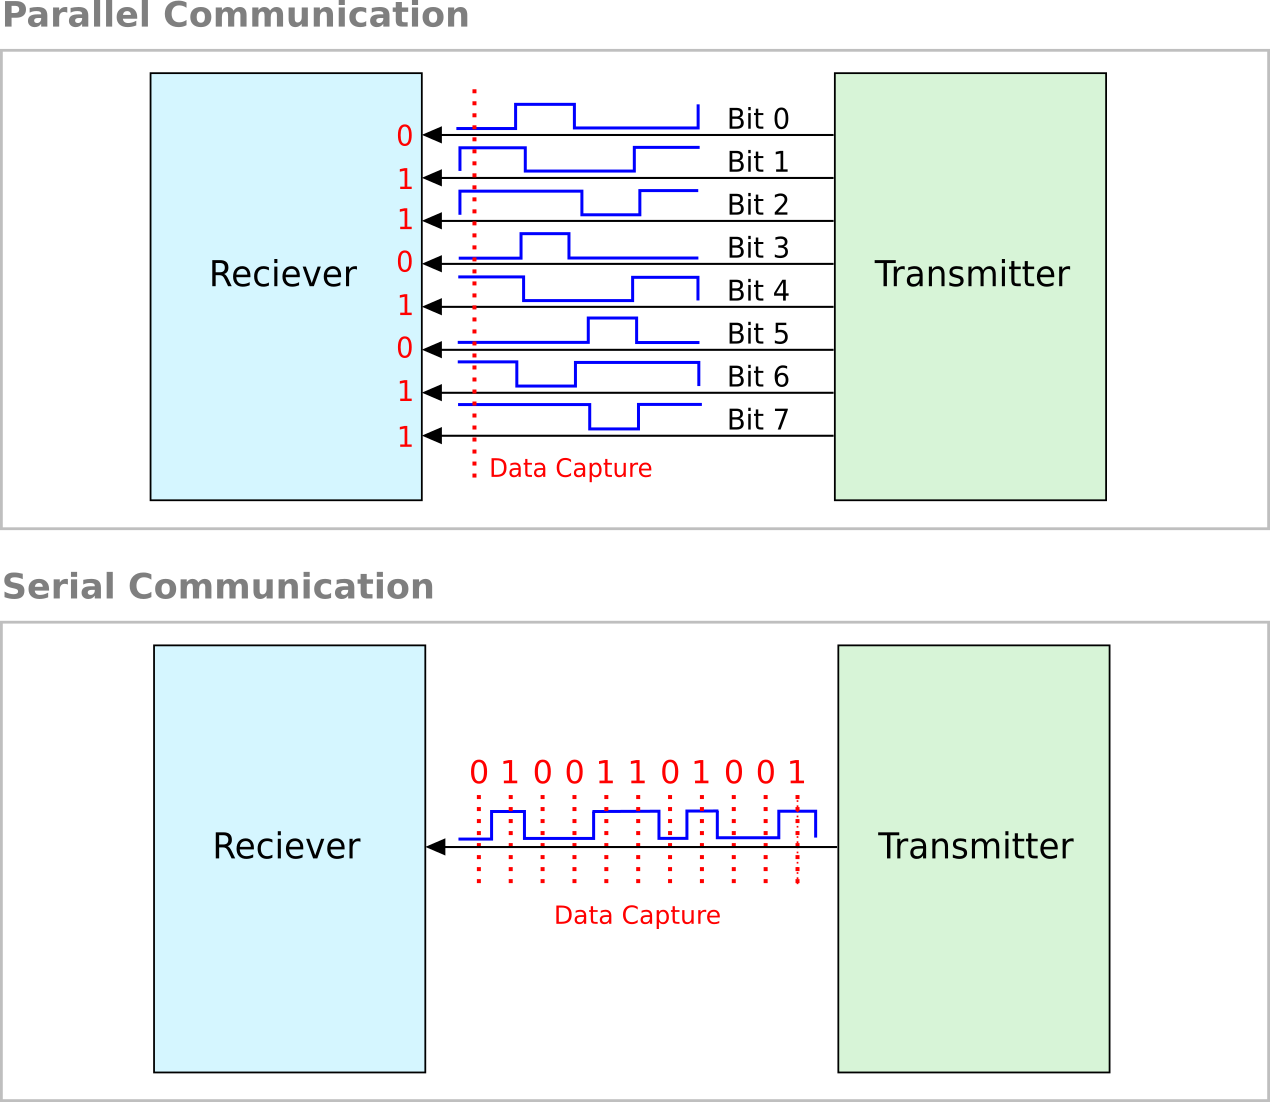 Parallel Communication
Bit 0
0
Bit 1
1
Bit 2
1
Bit 3
0
Reciever
Transmitter
Bit 4
1
Bit 5
0
Bit 6
1
Bit 7
1
Data Capture
Serial Communication
0 1 0 0 1 1 0 1 0 0 1
Reciever
Transmitter
Data Capture